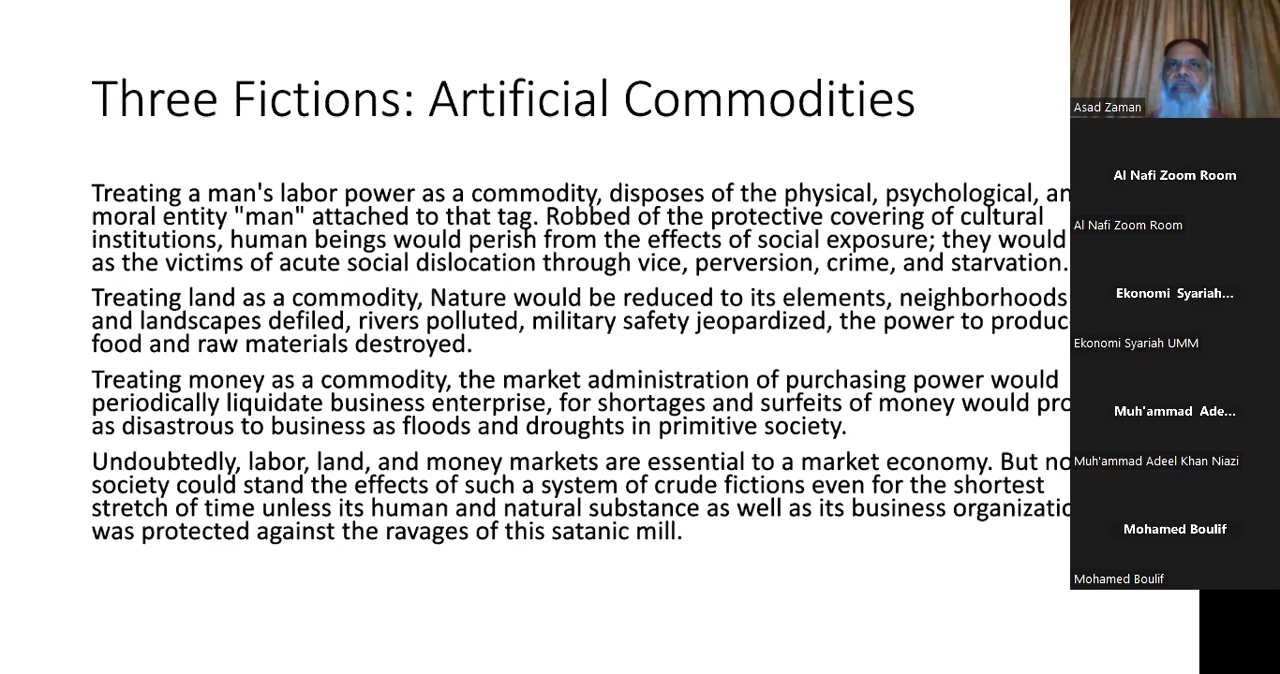 Three Fictions: Artificial Commodities
Treating a man's labor power as a commodity, disposes of the physical, psychological, an
moral entity "man" attached to that tag. Robbed of the protective covering of cultural
institutions, human beings would perish from the effects of social exposure; they would
as the victims of acute social dislocation through vice, perversion, crime, and starvation.
Treating land as a commodity, Nature would be reduced to its elements, neighborhoods
and landscapes defiled, rivers polluted, military safety jeopardized, the power to produc
food and raw materials destroyed.
Treating money as a commodity, the market administration of purchasing power would
periodically liquidate business enterprise, for shortages and surfeits of money would pro
as disastrous to business as floods and droughts in primitive society.
Undoubtedly, labor, land, and money markets are essential to a market economy. But no
society could stand the effects of such a system of crude fictions even for the shortest
stretch of time unless its human and natural substance as well as its business organizatio
was protected against the ravages of this satanic mill.
Asad Zaman
Al Nafi Zoom Room
Al Nafi Zoom Room
Ekonomi Syariah...
Ekonomi Syariah UMM
Muh'ammad Ade...
Muh'ammad Adeel Khan Niazi
Mohamed Boulif
Mohamed Boulif